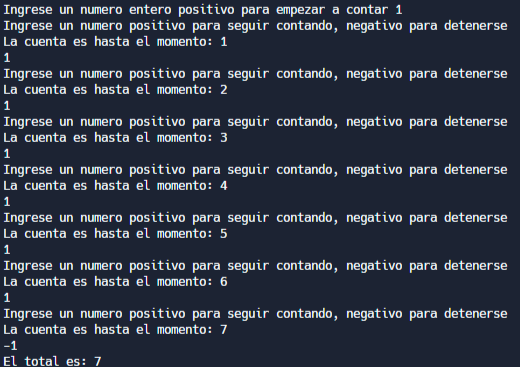 Ingrese un numero entero positivo para empezar a contar 1
Ingrese un numero positivo para seguir contando, negativo para detenerse
La cuenta es hasta el momento: 1
1
Ingrese un numero positivo para seguir contando, negativo para detenerse
La cuenta es hasta el momento: 2
1
Ingrese un numero positivo para seguir contando, negativo para detenerse
La cuenta es hasta el momento: 3
1
Ingrese un numero positivo para seguir contando, negativo para detenerse
La cuenta es hasta el momento: 4
1
Ingrese un numero positivo para seguir contando, negativo para detenerse
La cuenta es hasta el momento: 5
1
Ingrese un numero positivo para seguir contando, negativo para detenerse
La cuenta es hasta el momento: 6
1
Ingrese un numero positivo para seguir contando, negativo para detenerse
La cuenta es hasta el momento: 7
-1
El total es: 7